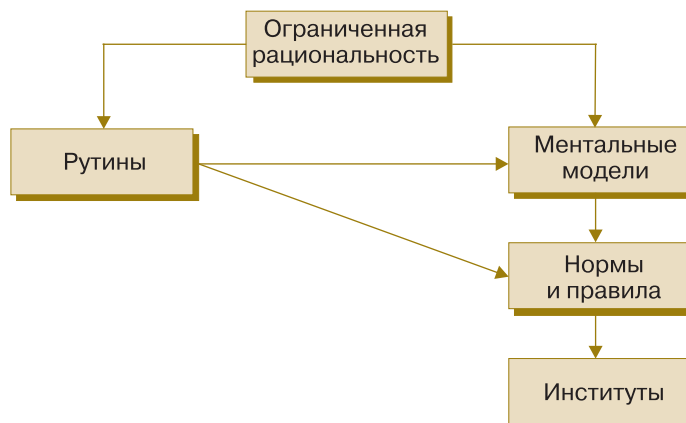 Ограниченная
рациональность
Рутины
Ментальные
модели
Нормы
и правила
Институты